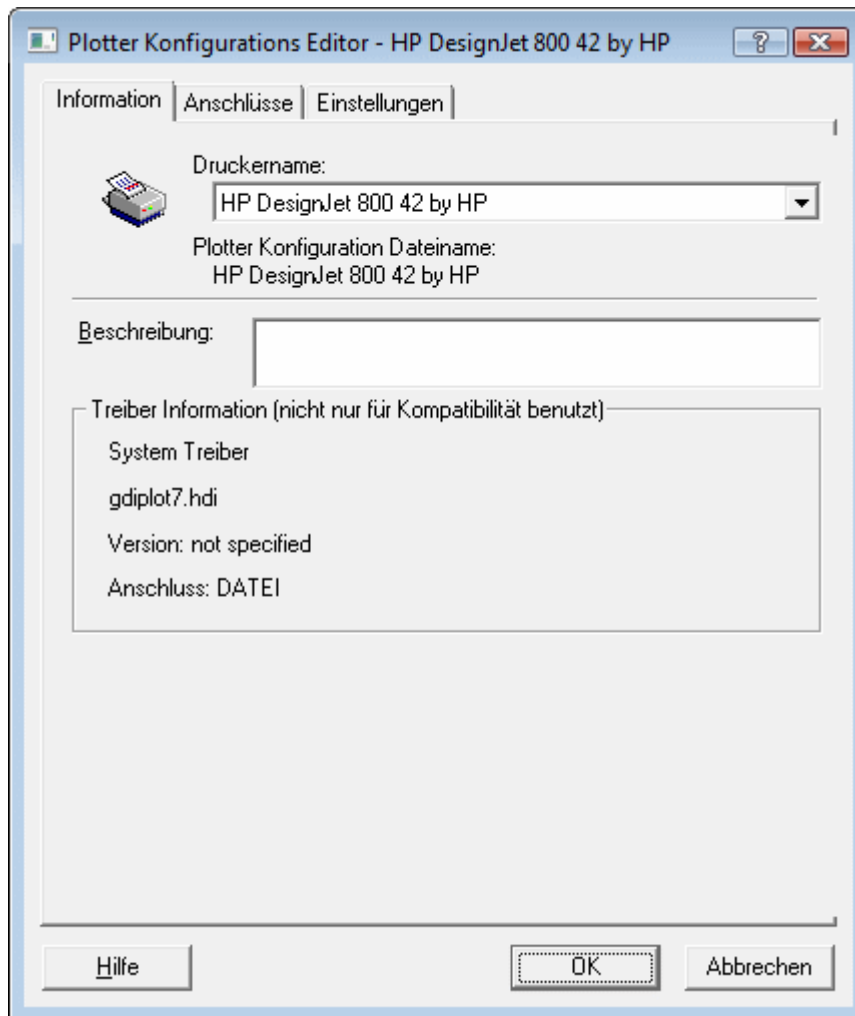 Plotter Konfigurations Editor - HP DesignJet 800 42 by HP
Information Anschlüsse Einstellungen
Druckername:
HP DesignJet 800 42 by HP
Plotter Konfiguration Dateiname:
HP DesignJet 800 42 by HP
Beschreibung:
Treiber Information (nicht nur für Kompatibilität benutzt)
System Treiber
gdiplot7.hdi
Version: not specified
Anschluss: DATEI
Hilfe OK Abbrechen